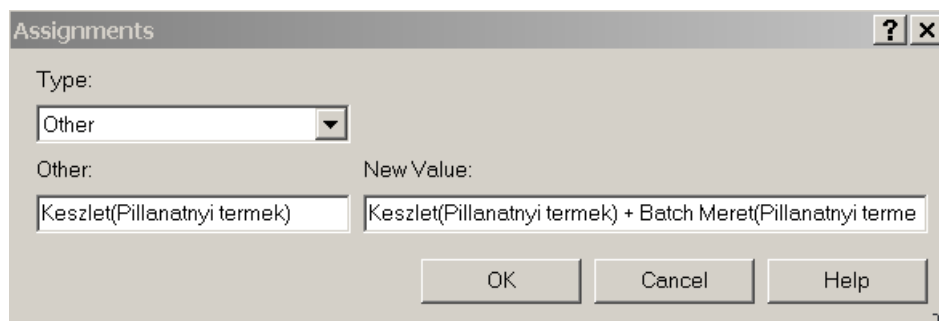 Assignments
Type:
Other
Other:
New Value:
Keszlet(Pillanatnyi termek)
Keszlet(Pillanatnyi termek) + Batch Meret(Pillanatnyi terme
OK
Cancel
Help